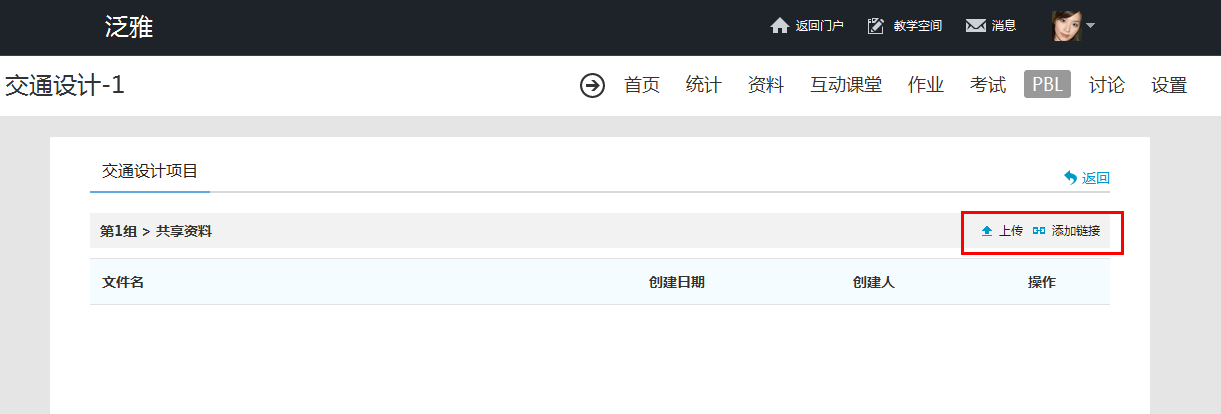 泛雅 返回门户 教学空间 消息
交通设计-1 首页 统计 资料 互动课堂 作业 考试 PBL 讨论 设置
交通设计项目
返回
第1组 > 共享资料 上传 添加链接
文件名 创建日期 创建人 操作